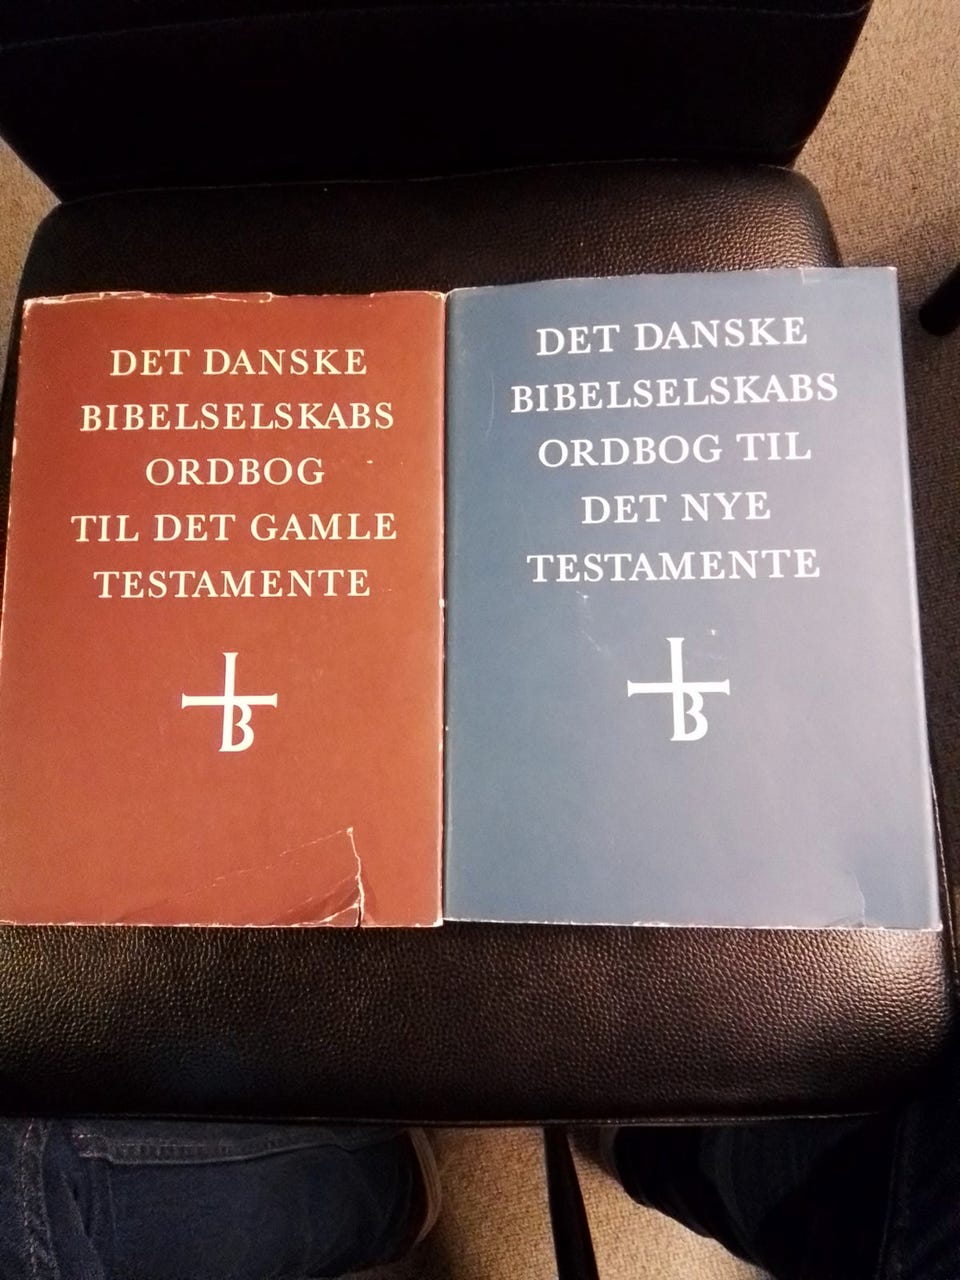 DET DANSKE
BIBELSELSKABS
ORDBOG
TIL DET GAMLE
TESTAMENTE
B
DET DANSKE
BIBELSELSKABS
ORDBOG TIL
DET NYE
TESTAMENTE
B